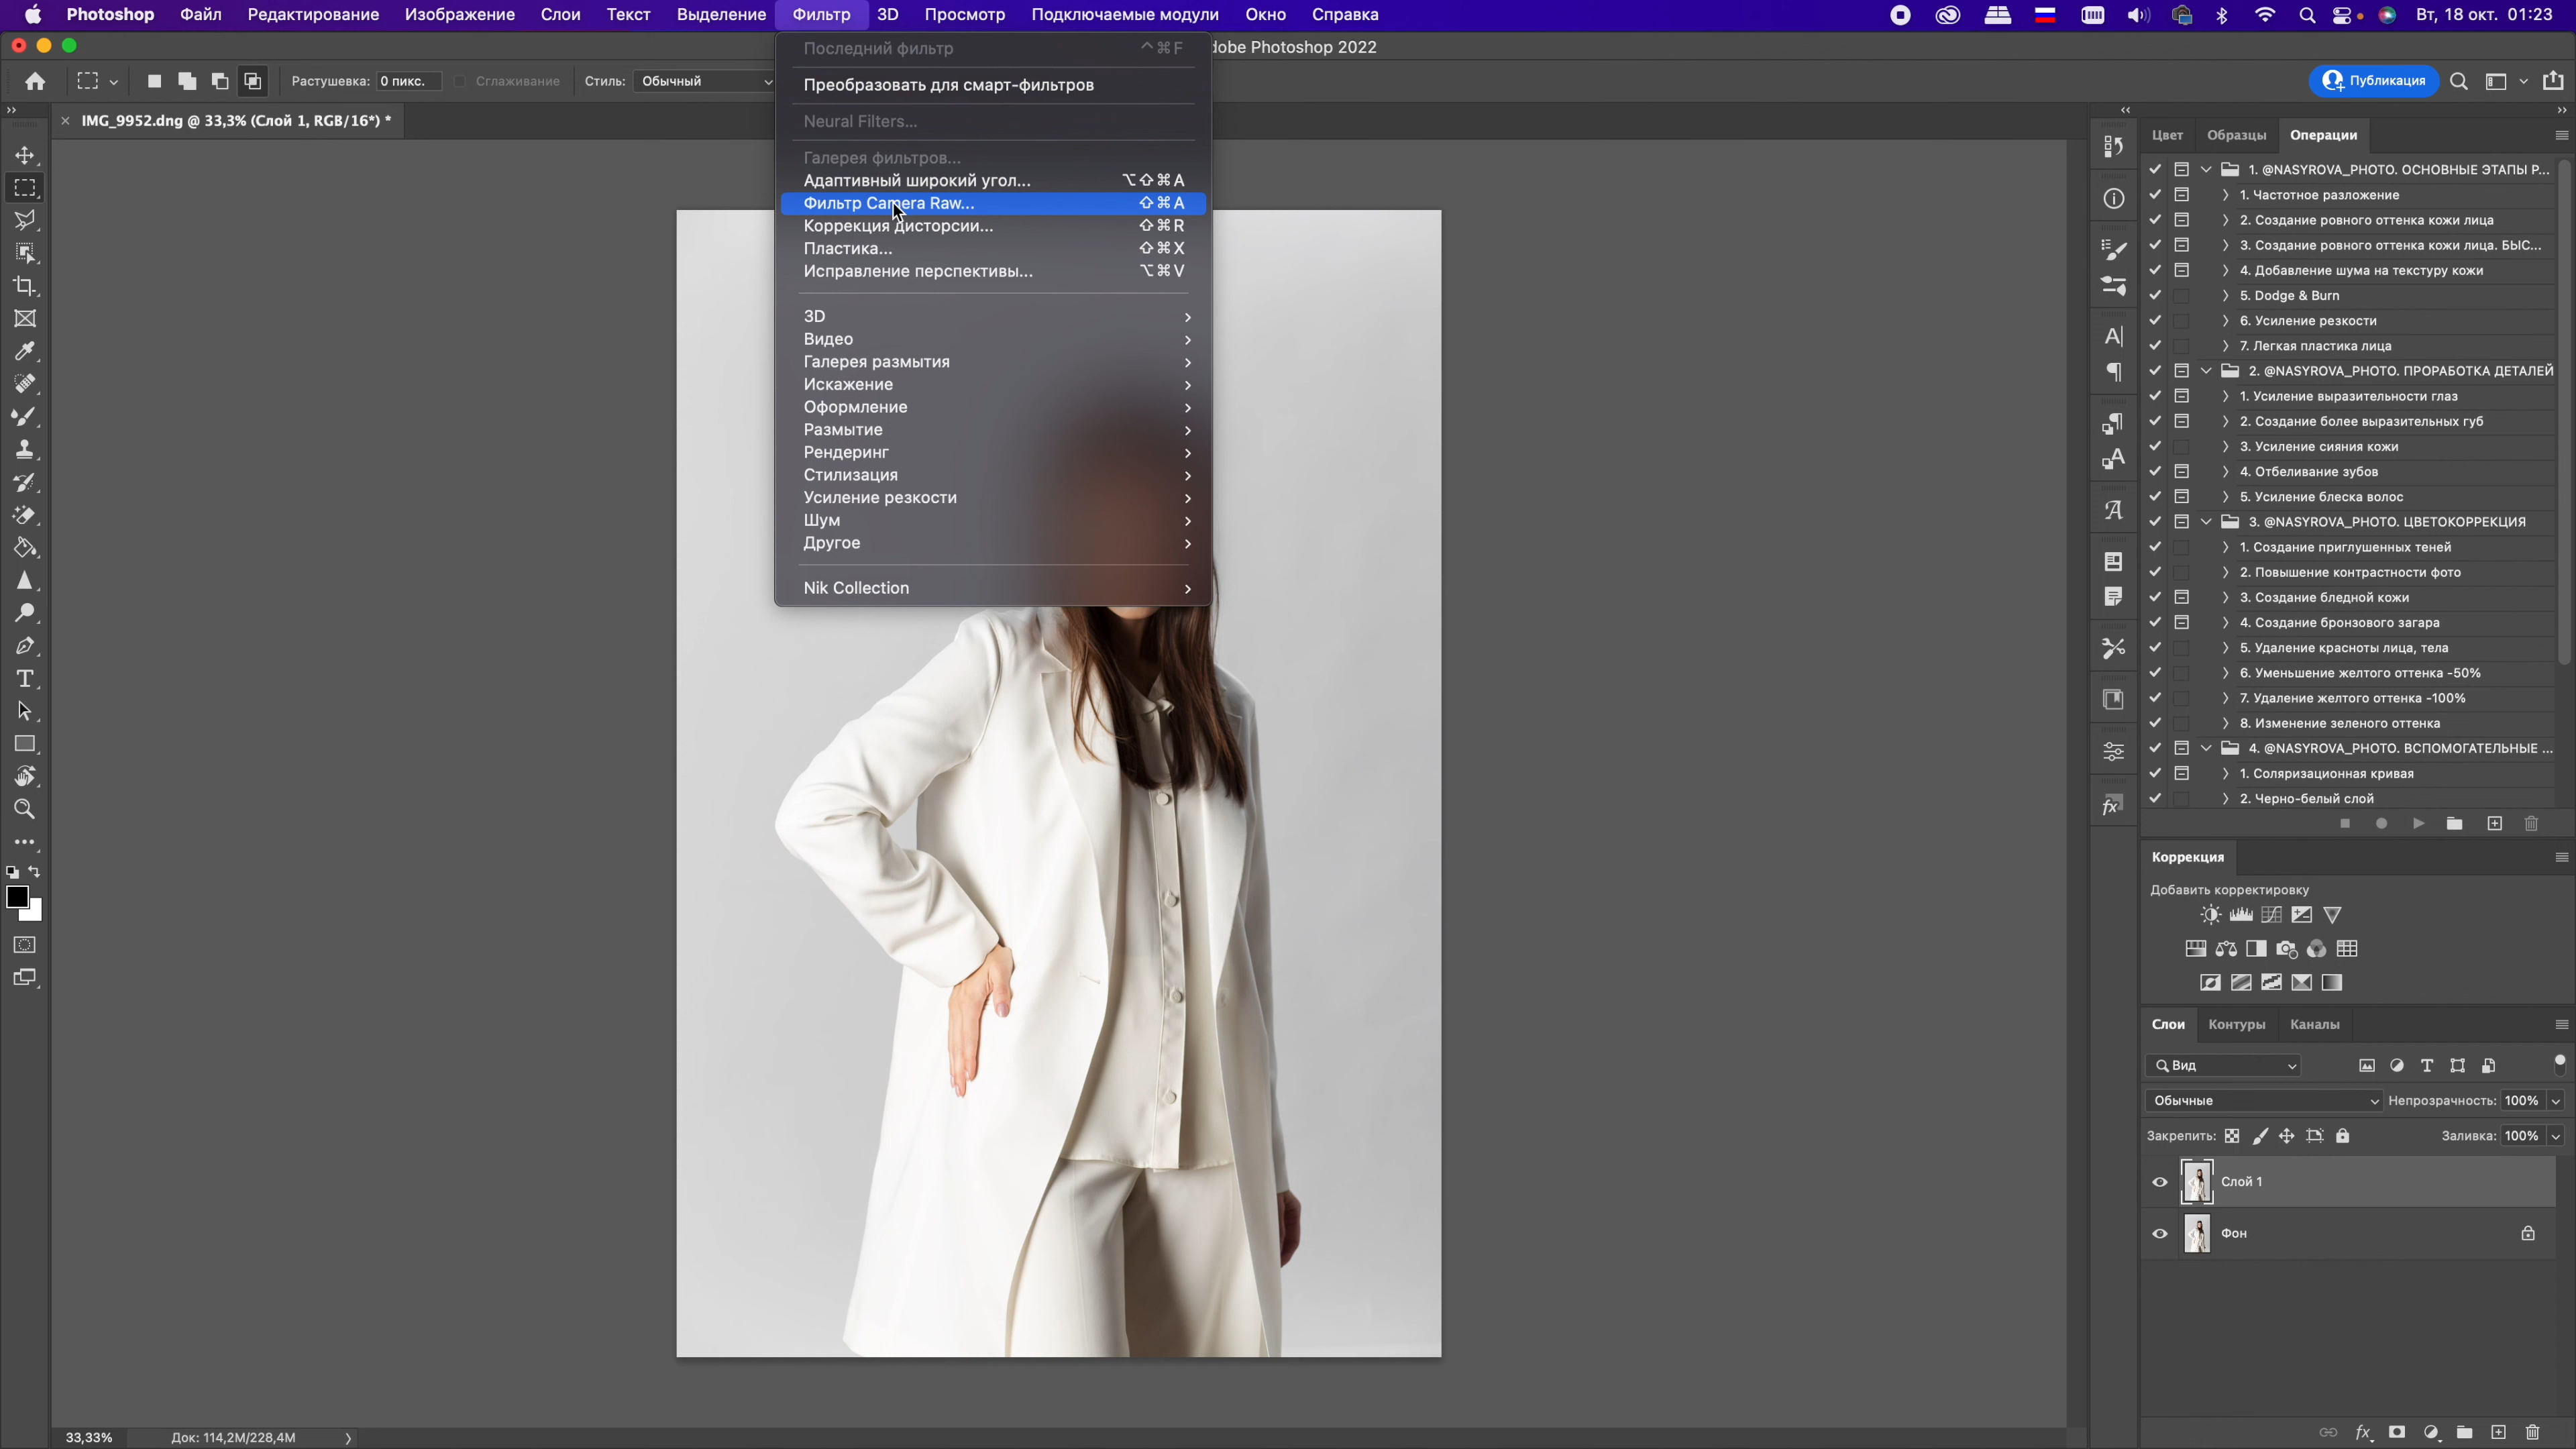 Photoshop Файл Редактирование Изображение Слои Текст Выделение Фильтр 3D Просмотр Подключаемые модули Окно Справка Вт, 18 окт. 01:23
dobe Photoshop 2022
Растушевка: 0 пикс. Сглаживание Стиль: Обычный Публикация
IMG_9952.dng @ 33,3% (Слой 1, RGB/16*) *
Последний фильтр ^⌘F
Преобразовать для смарт-фильтров
Neural Filters...
Галерея фильтров...
Адаптивный широкий угол... ⌥⇧⌘A
Фильтр Camera Raw... ⇧⌘A
Коррекция дисторсии... ⇧⌘R
Пластика... ⇧⌘X
Исправление перспективы... ⌥⌘V
3D
Видео
Галерея размытия
Искажение
Оформление
Размытие
Рендеринг
Стилизация
Усиление резкости
Шум
Другое
Nik Collection
Цвет Образцы Операции
1. @NASYROVA_PHOTO. ОСНОВНЫЕ ЭТАПЫ Р...
1. Частотное разложение
2. Создание ровного оттенка кожи лица
3. Создание ровного оттенка кожи лица. БЫС...
4. Добавление шума на текстуру кожи
5. Dodge & Burn
6. Усиление резкости
7. Легкая пластика лица
2. @NASYROVA_PHOTO. ПРОРАБОТКА ДЕТАЛЕЙ
1. Усиление выразительности глаз
2. Создание более выразительных губ
3. Усиление сияния кожи
4. Отбеливание зубов
5. Усиление блеска волос
3. @NASYROVA_PHOTO. ЦВЕТОКОРРЕКЦИЯ
1. Создание приглушенных теней
2. Повышение контрастности фото
3. Создание бледной кожи
4. Создание бронзового загара
5. Удаление красноты лица, тела
6. Уменьшение желтого оттенка -50%
7. Удаление желтого оттенка -100%
8. Изменение зеленого оттенка
4. @NASYROVA_PHOTO. ВСПОМОГАТЕЛЬНЫЕ ...
1. Соляризационная кривая
2. Черно-белый слой
Коррекция
Добавить корректировку
Слои Контуры Каналы
Вид
Обычные Непрозрачность: 100%
Закрепить: Заливка: 100%
Слой 1
Фон
33,33% Док: 114,2M/228,4M